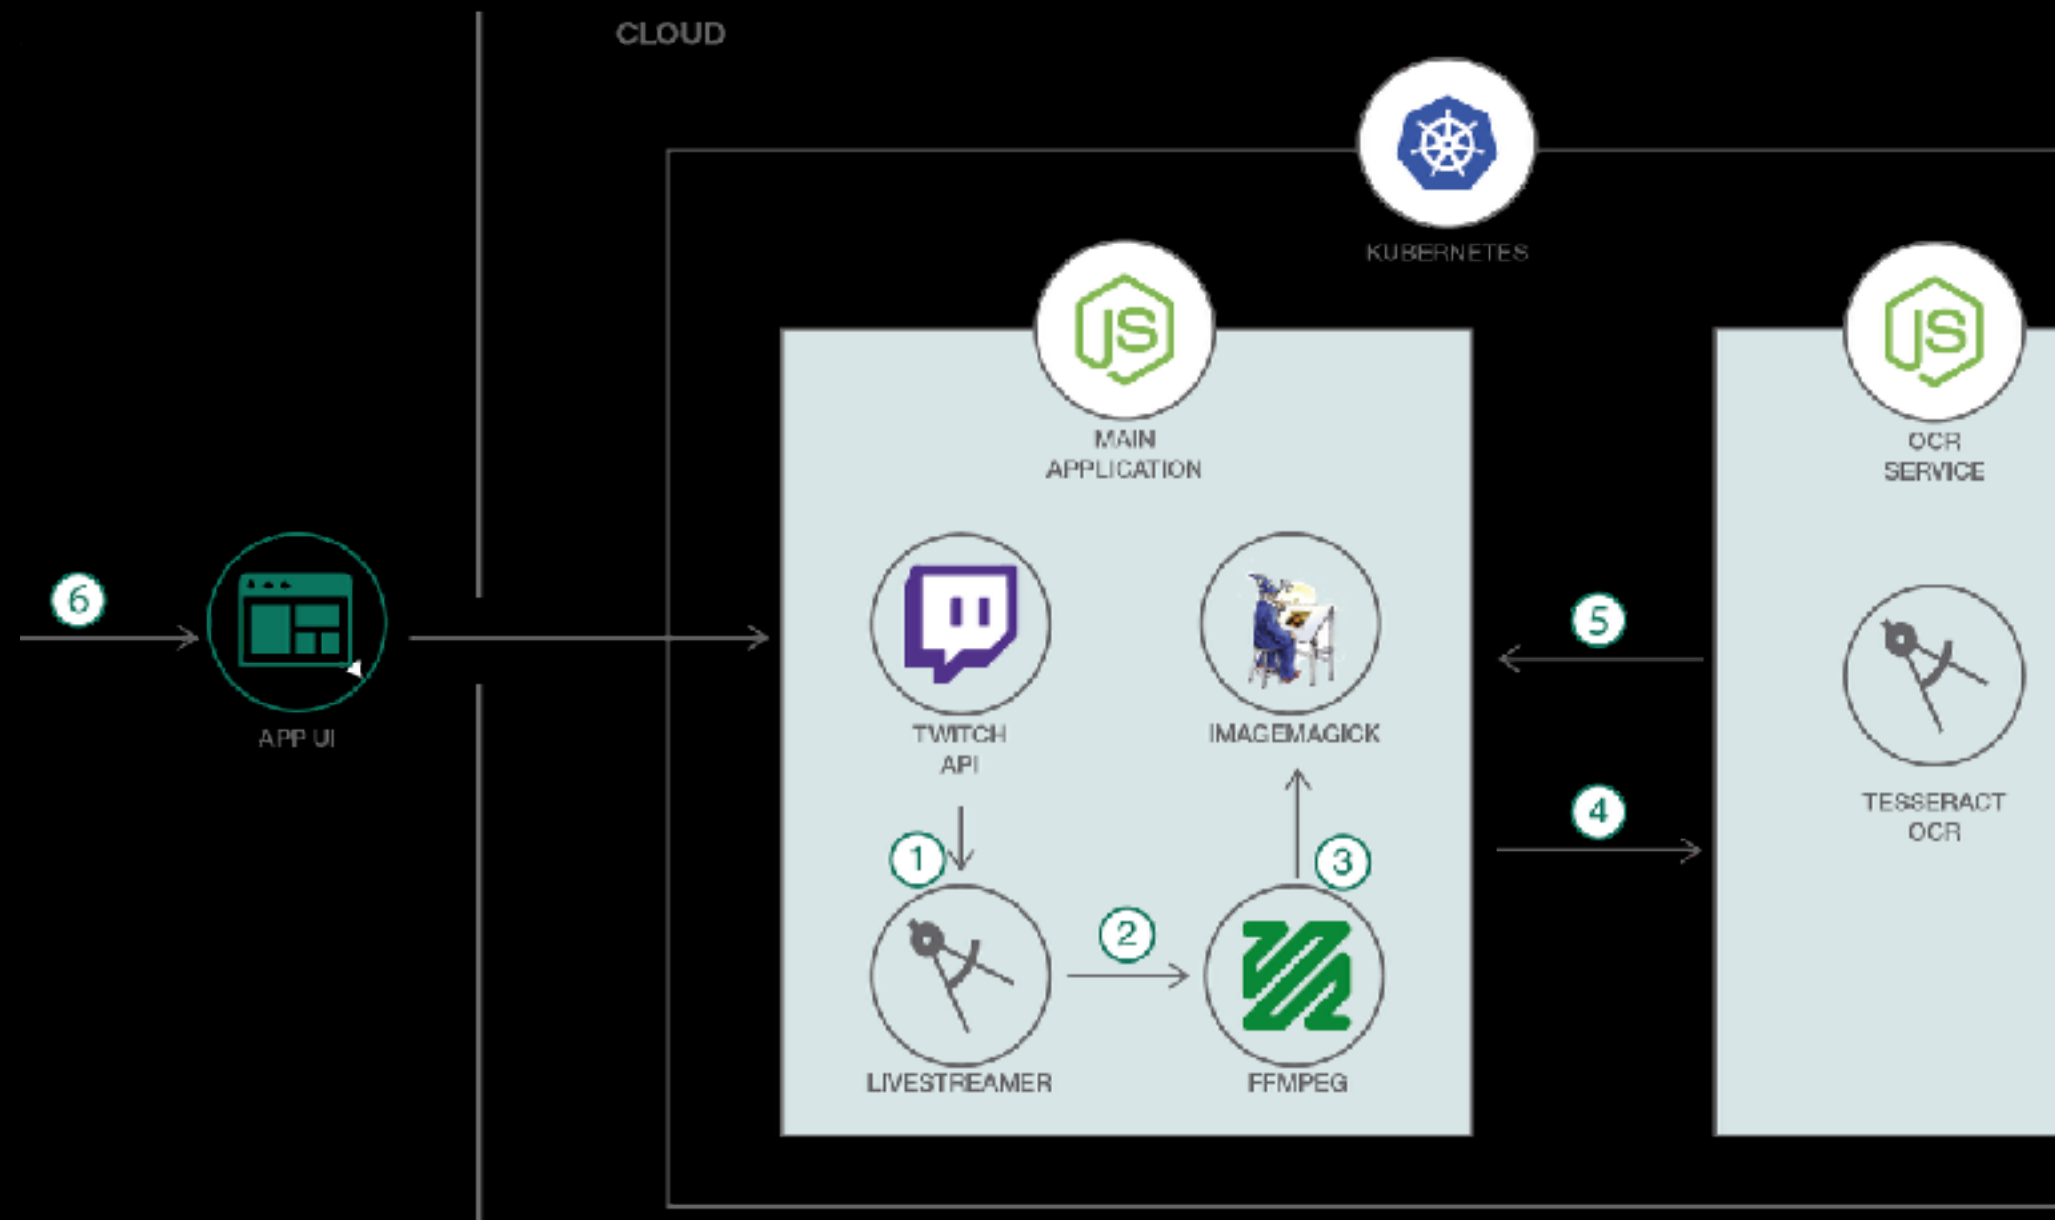 CLOUD
KUBERNETES
JS
MAIN
APPLICATION
JS
OCR
SERVICE
6
APP UI
TWITCH
API
IMAGEMAGICK
5
4
TESSERACT
OCR
1
3
2
LIVESTREAMER
FFMPEG